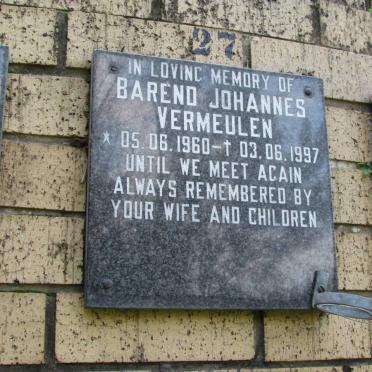 27
IN LOVING MEMORY OF
BAREND JOHANNES
VERMEULEN
* 05.06.1960-† 03.06.1997
UNTIL WE MEET AGAIN
ALWAYS REMEMBERED BY
YOUR WIFE AND CHILDREN